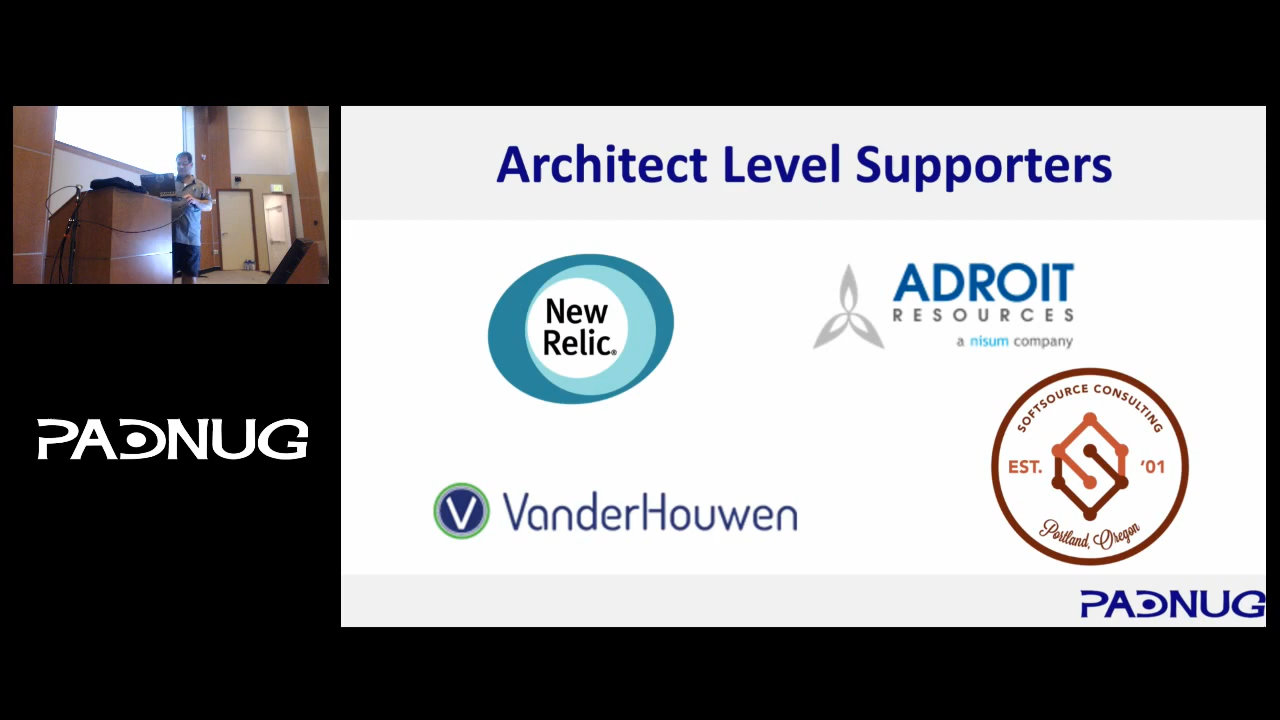 PADNUG
Architect Level Supporters
New
Relic®
ADROIT
RESOURCES
a nisum company
VanderHouwen
SOFTSOURCE CONSULTING
EST. '01
Portland, Oregon
PADNUG